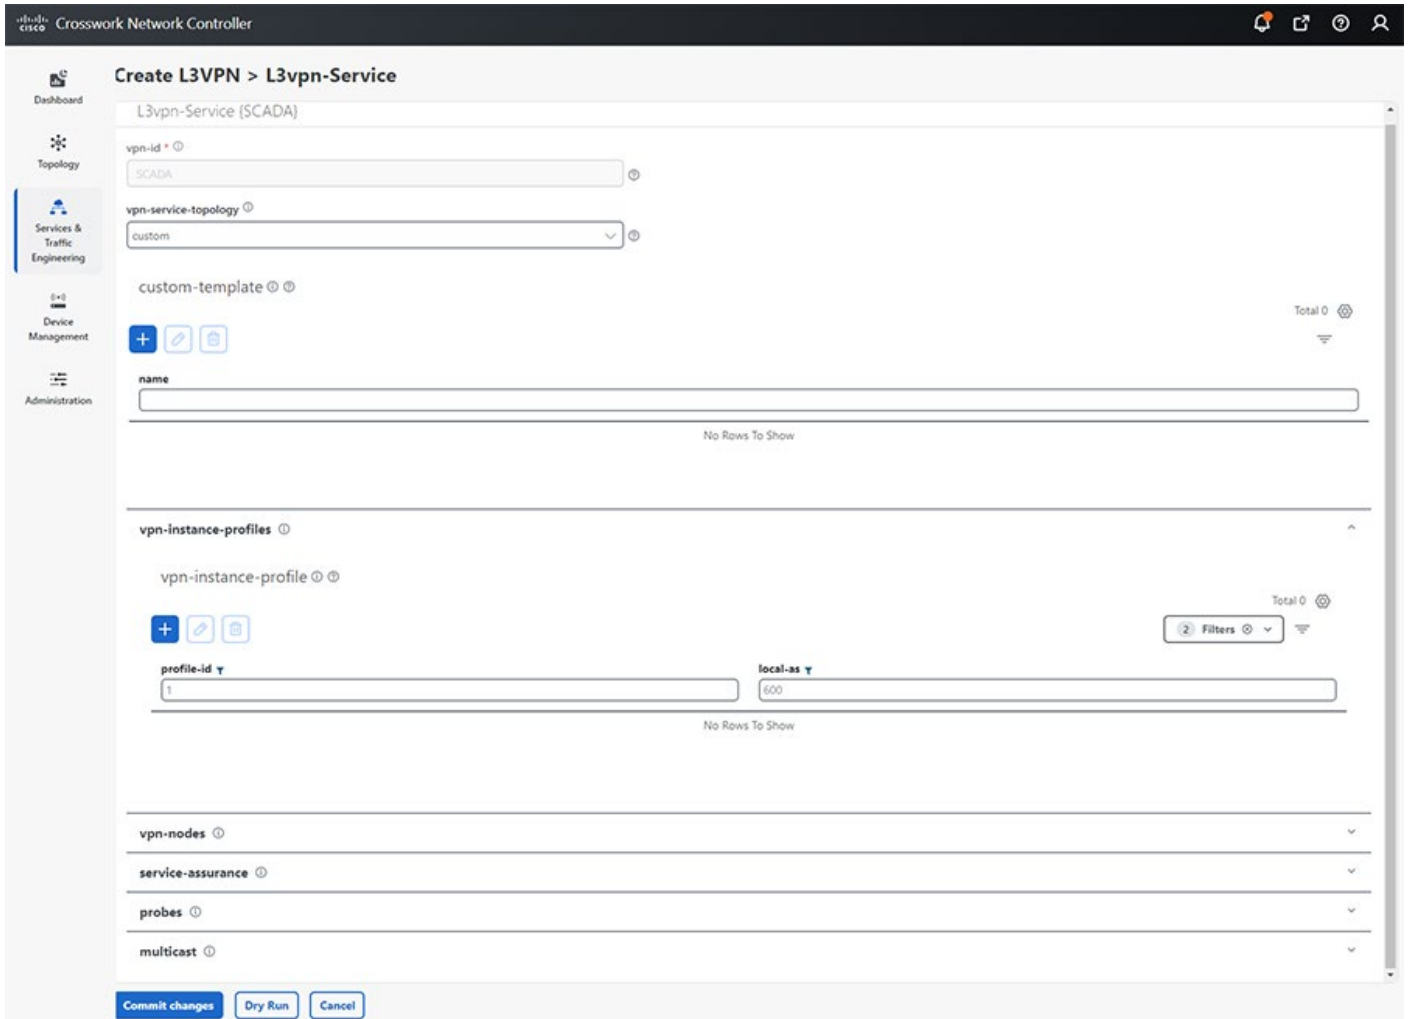 cisco Crosswork Network Controller
Dashboard
Topology
Services &
Traffic
Engineering
Device
Management
Administration
Create L3VPN > L3vpn-Service
L3vpn-Service {SCADA}
vpn-id *
SCADA
vpn-service-topology
custom
custom-template
Total 0
name
No Rows To Show
vpn-instance-profiles
vpn-instance-profile
Total 0
2 Filters
profile-id local-as
1 600
No Rows To Show
vpn-nodes
service-assurance
probes
multicast
Commit changes Dry Run Cancel